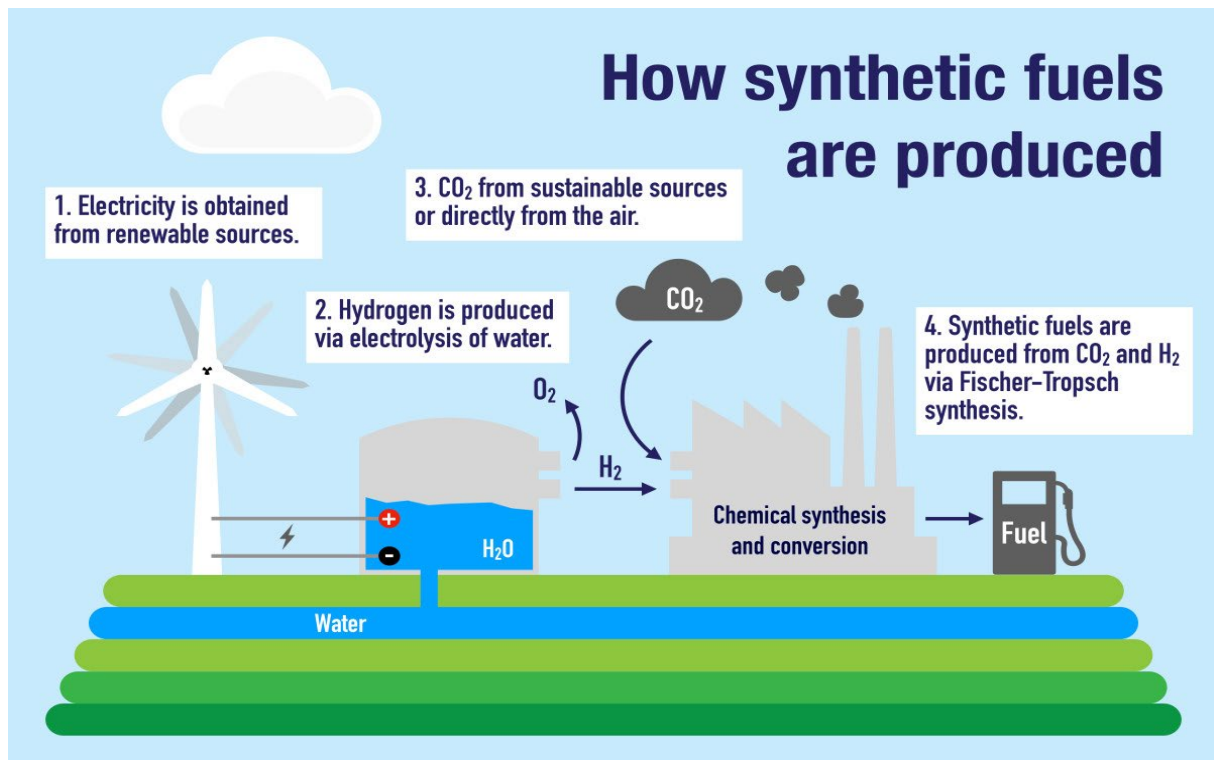 How synthetic fuels
are produced
1. Electricity is obtained
from renewable sources.
2. Hydrogen is produced
via electrolysis of water.
3. CO₂ from sustainable sources
or directly from the air.
4. Synthetic fuels are
produced from CO₂ and H₂
via Fischer-Tropsch
synthesis.
CO₂
O₂
H₂
+
-
H₂O
Chemical synthesis
and conversion
Fuel
Water